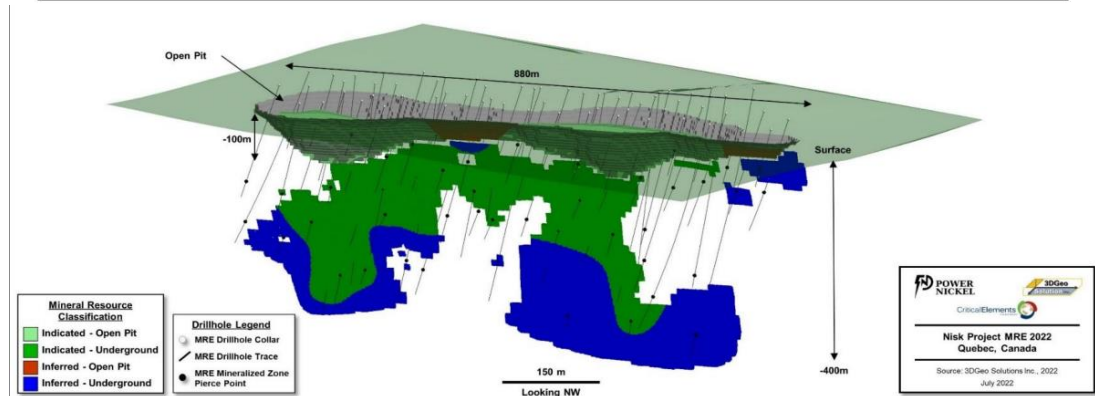 Open Pit
880m
-100m
Surface
-400m
Mineral Resource
Classification
Indicated - Open Pit
Indicated - Underground
Inferred - Open Pit
Inferred - Underground
Drillhole Legend
MRE Drillhole Collar
MRE Drillhole Trace
MRE Mineralized Zone
Pierce Point
150 m
Looking NW
POWER
NICKEL
3DGeo
Solution
CriticalElements
Nisk Project MRE 2022
Quebec, Canada
Source: 3DGeo Solutions Inc., 2022
July 2022